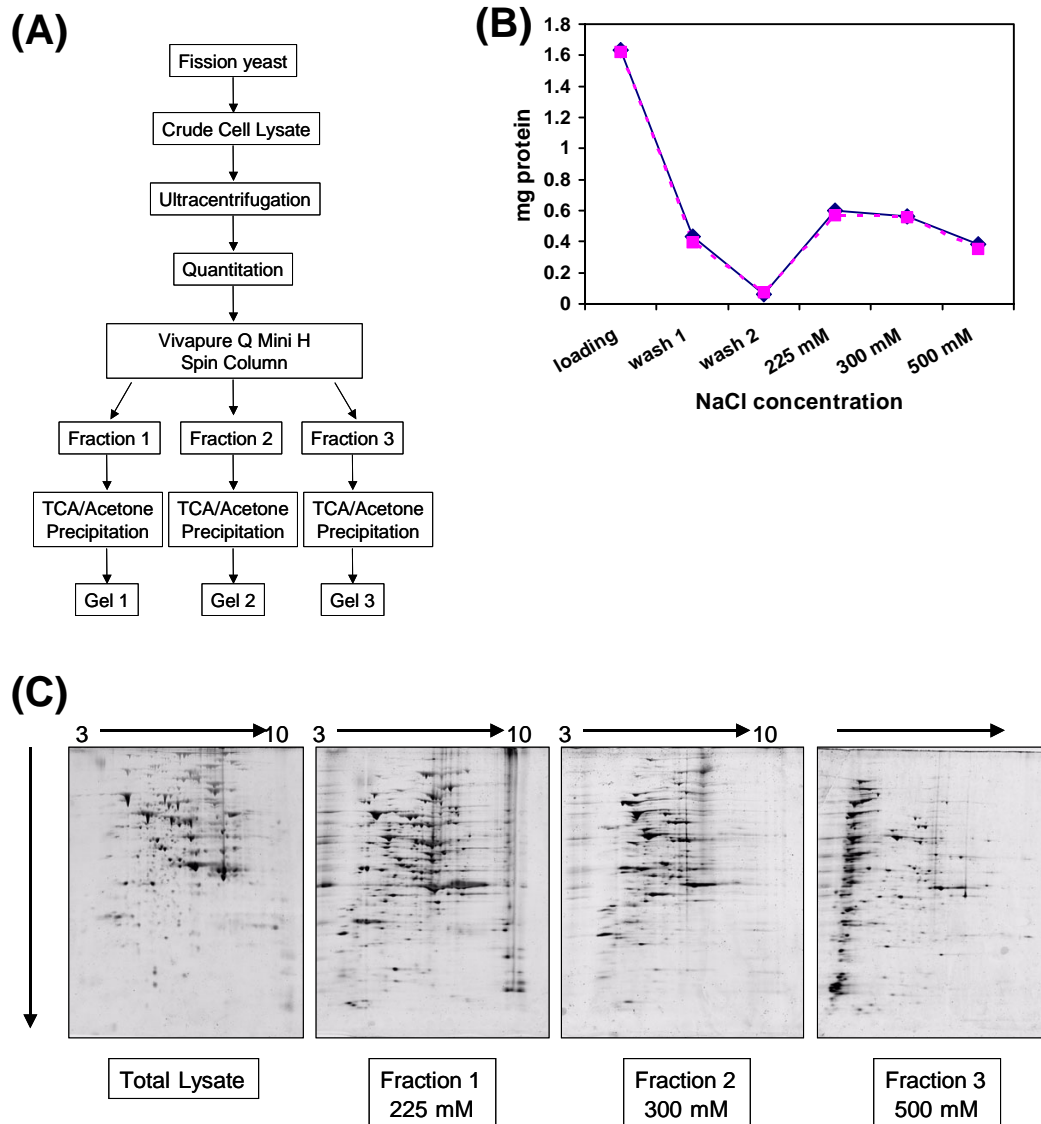 (A)
Fission yeast
Crude Cell Lysate
Ultracentrifugation
Quantitation
Vivapure Q Mini H
Spin Column
Fraction 1
Fraction 2
Fraction 3
TCA/Acetone
Precipitation
TCA/Acetone
Precipitation
TCA/Acetone
Precipitation
Gel 1
Gel 2
Gel 3
(B)
mg protein
1.8
1.6
1.4
1.2
1
0.8
0.6
0.4
0.2
0
loading
wash 1
wash 2
225 mM
300 mM
500 mM
NaCl concentration
(C)
3 10
3 10
3 10
Total Lysate
Fraction 1
225 mM
Fraction 2
300 mM
Fraction 3
500 mM